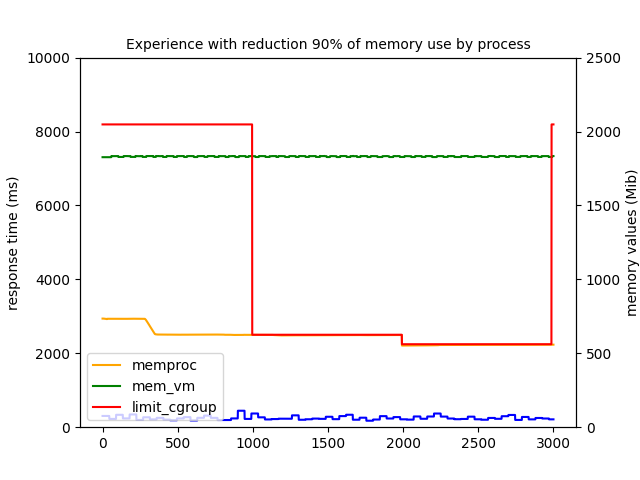 Experience with reduction 90% of memory use by process
10000
8000
6000
4000
2000
0
response time (ms)
2500
2000
1500
1000
500
0
memory values (Mib)
memproc
mem_vm
limit_cgroup
0 500 1000 1500 2000 2500 3000